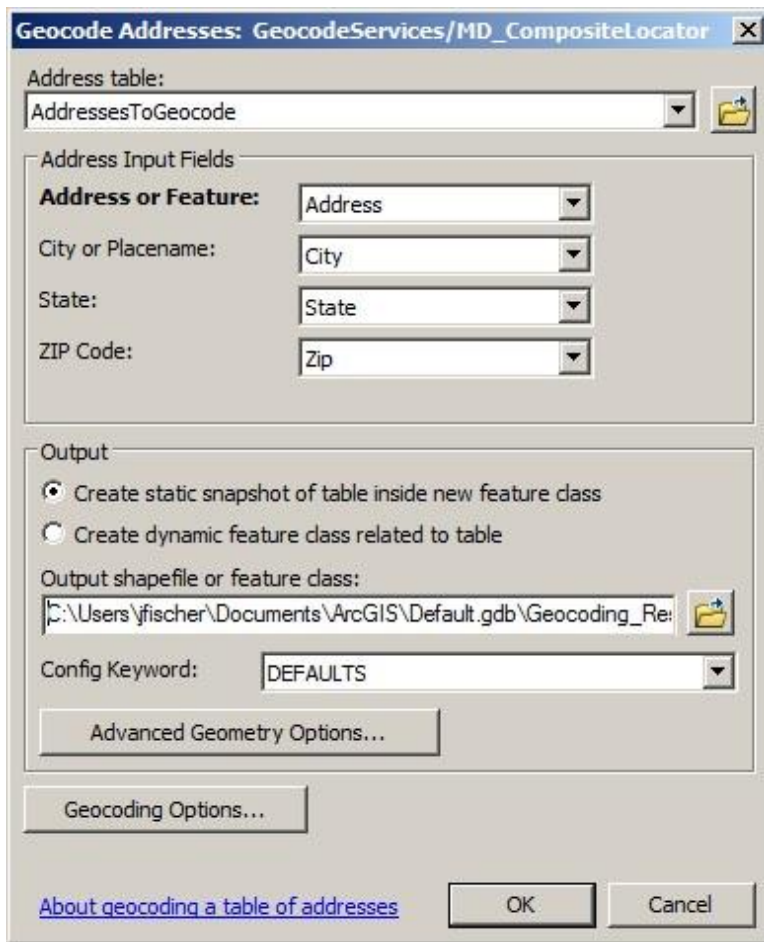 Geocode Addresses: GeocodeServices/MD_CompositeLocator
Address table:
AddressesToGeocode
Address Input Fields
Address or Feature: Address
City or Placename: City
State: State
ZIP Code: Zip
Output
Create static snapshot of table inside new feature class
Create dynamic feature class related to table
Output shapefile or feature class:
C:\Users\jfischer\Documents\ArcGIS\Default.gdb\Geocoding_Res
Config Keyword: DEFAULTS
Advanced Geometry Options...
Geocoding Options...
About geocoding a table of addresses OK Cancel